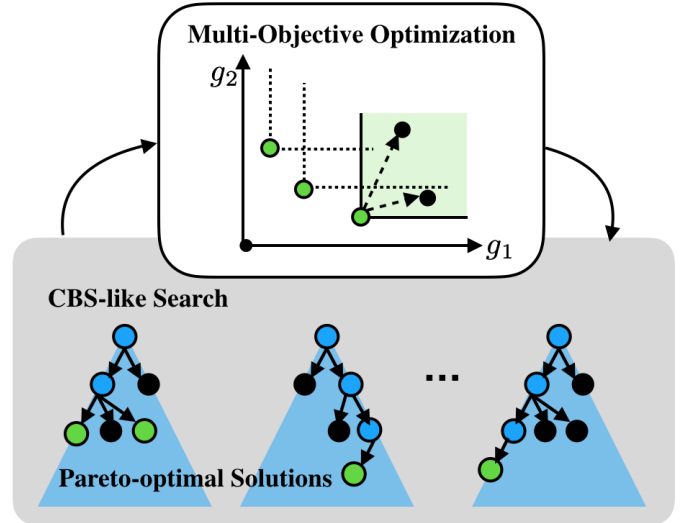 Multi-Objective Optimization
g₂
g₁
CBS-like Search
...
Pareto-optimal Solutions